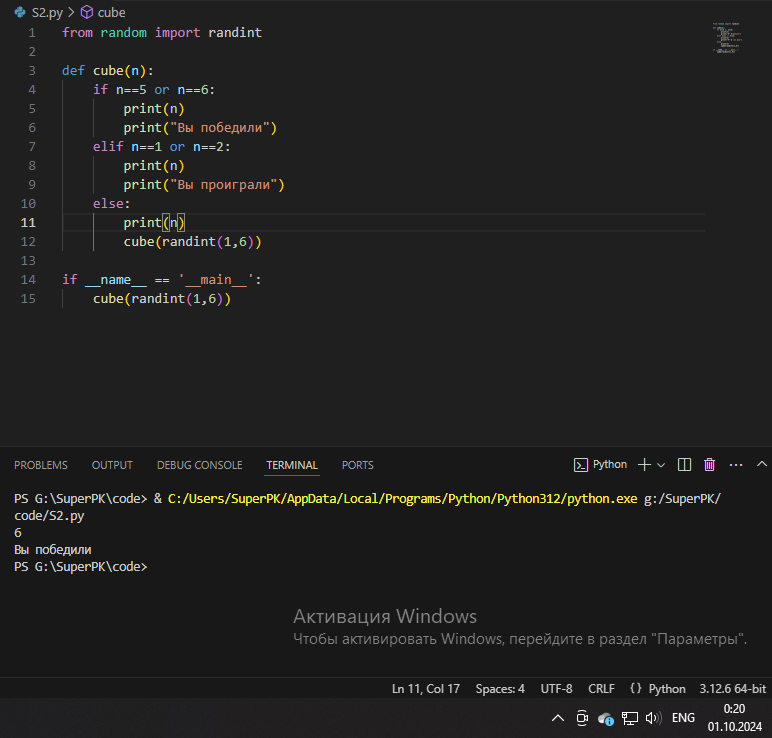 S2.py > cube
1 from random import randint
2
3 def cube(n):
4     if n==5 or n==6:
5         print(n)
6         print("Вы победили")
7     elif n==1 or n==2:
8         print(n)
9         print("Вы проиграли")
10     else:
11         print(n)
12         cube(randint(1,6))
13
14 if __name__ == '__main__':
15     cube(randint(1,6))
PROBLEMS OUTPUT DEBUG CONSOLE TERMINAL PORTS Python
PS G:\SuperPK\code> & C:/Users/SuperPK/AppData/Local/Programs/Python/Python312/python.exe g:/SuperPK/
code/S2.py
6
Вы победили
PS G:\SuperPK\code>
Активация Windows
Чтобы активировать Windows, перейдите в раздел "Параметры".
Ln 11, Col 17 Spaces: 4 UTF-8 CRLF {} Python 3.12.6 64-bit
ENG 0:20
01.10.2024